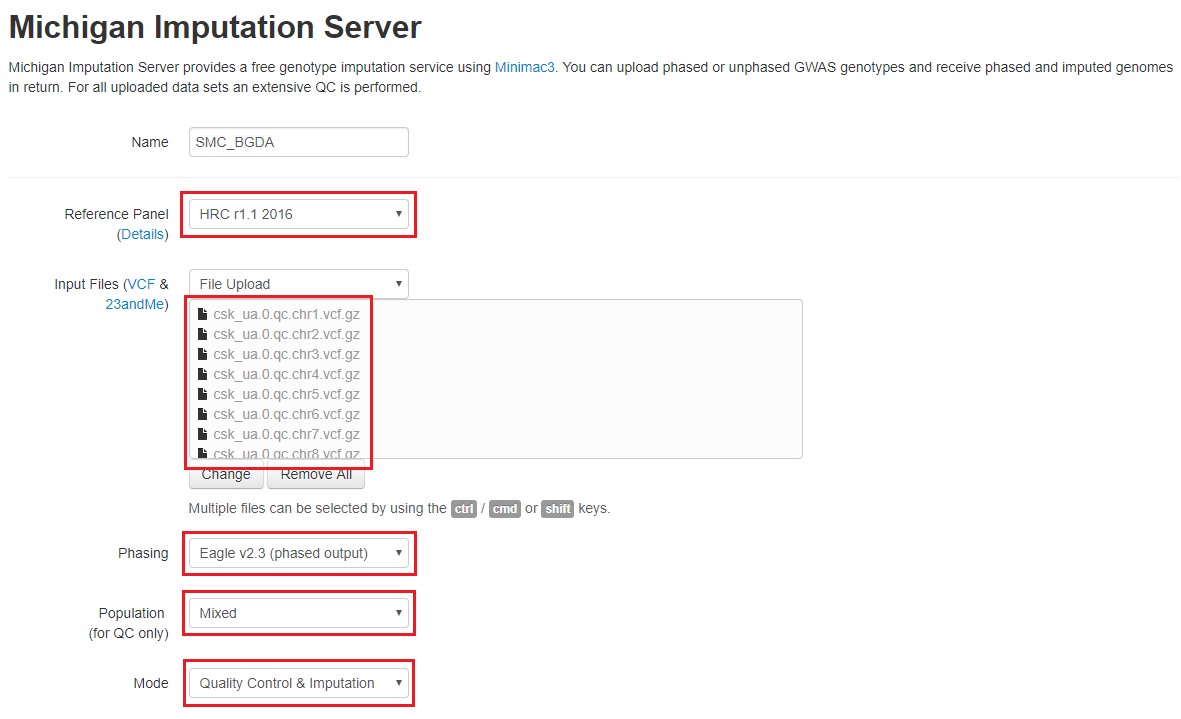 Michigan Imputation Server
Michigan Imputation Server provides a free genotype imputation service using Minimac3. You can upload phased or unphased GWAS genotypes and receive phased and imputed genomes
in return. For all uploaded data sets an extensive QC is performed.
Name SMC_BGDA
Reference Panel HRC r1.1 2016
(Details)
Input Files (VCF & File Upload
23andMe)
csk_ua.0.qc.chr1.vcf.gz
csk_ua.0.qc.chr2.vcf.gz
csk_ua.0.qc.chr3.vcf.gz
csk_ua.0.qc.chr4.vcf.gz
csk_ua.0.qc.chr5.vcf.gz
csk_ua.0.qc.chr6.vcf.gz
csk_ua.0.qc.chr7.vcf.gz
csk_ua.0.qc.chr8.vcf.gz
Change Remove All
Multiple files can be selected by using the ctrl / cmd or shift keys.
Phasing Eagle v2.3 (phased output)
Population Mixed
(for QC only)
Mode Quality Control & Imputation